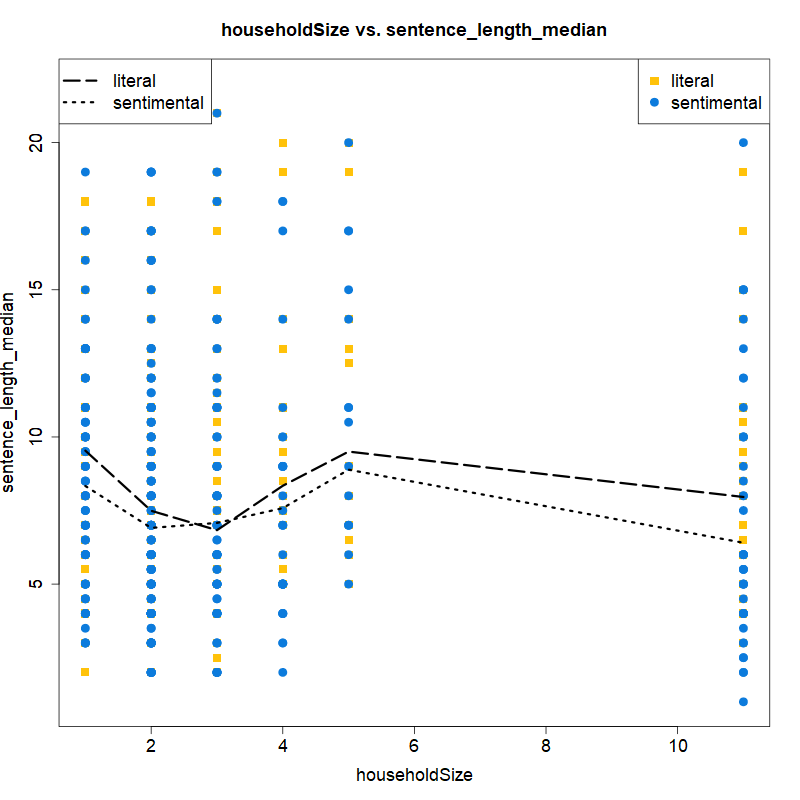 householdSize vs. sentence_length_median
literal
sentimental
literal
sentimental
20
15
10
5
sentence_length_median
2 4 6 8 10
householdSize